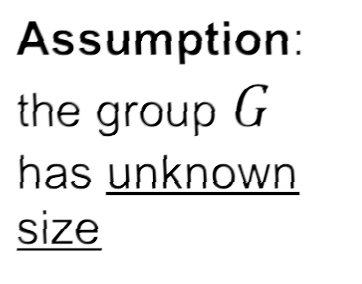 Assumption:
the group G
has unknown
size